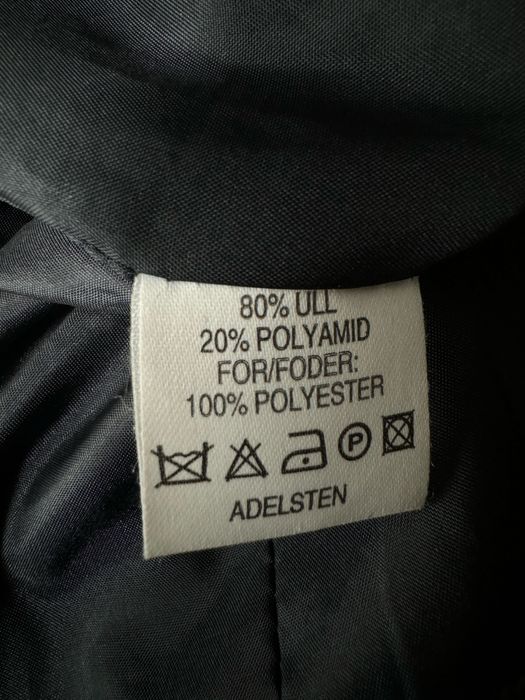 80% ULL
20% POLYAMID
FOR/FODER:
100% POLYESTER
P
ADELSTEN